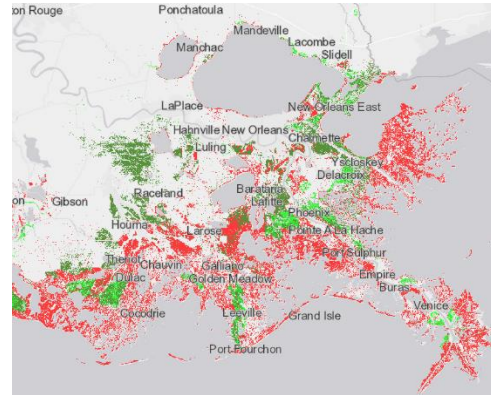 on Rouge
Ponchatoula
Mandeville
Lacombe
Manchac
Slidell
LaPlace
New Orleans East
Hahnville New Orleans
Chalmette
Luling
Yscloskey
Delacroix
Raceland
Barataria
on
Gibson
Lafitte
Phoenix
Houma
Larose
Pointe A La Hache
Theriot
Chauvin
Galliano
Port Sulphur
Dulac
Golden Meadow
Empire
Buras
Cocodrie
Leeville
Grand Isle
Venice
Port Fourchon